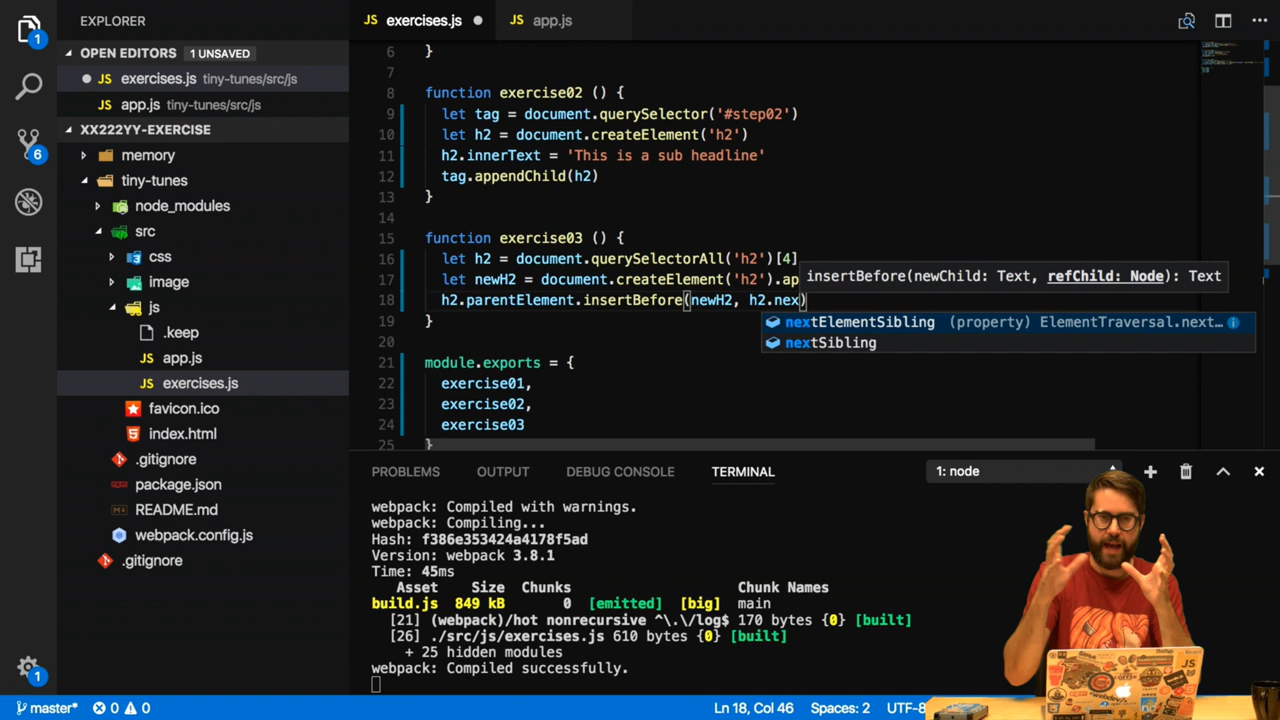 EXPLORER
OPEN EDITORS 1 UNSAVED
JS exercises.js tiny-tunes/src/js
JS app.js tiny-tunes/src/js
XX222YY-EXERCISE
memory
tiny-tunes
node_modules
src
css
image
js
.keep
JS app.js
JS exercises.js
favicon.ico
index.html
.gitignore
package.json
README.md
webpack.config.js
.gitignore
1
6
1
JS exercises.js
JS app.js
6 }
7
8 function exercise02 () {
9 let tag = document.querySelector('#step02')
10 let h2 = document.createElement('h2')
11 h2.innerText = 'This is a sub headline'
12 tag.appendChild(h2)
13 }
14
15 function exercise03 () {
16 let h2 = document.querySelectorAll('h2')[4]
17 let newH2 = document.createElement('h2').ap
insertBefore(newChild: Text, refChild: Node): Text
18 h2.parentElement.insertBefore(newH2, h2.nex)
19 }
nextElementSibling (property) ElementTraversal.next…
nextSibling
20
21 module.exports = {
22 exercise01,
23 exercise02,
24 exercise03
25 }
PROBLEMS OUTPUT DEBUG CONSOLE TERMINAL 1: node
webpack: Compiled with warnings.
webpack: Compiling...
Hash: f386e353424a4178f5ad
Version: webpack 3.8.1
Time: 45ms
Asset Size Chunks Chunk Names
build.js 849 kB 0 [emitted] [big] main
[21] (webpack)/hot nonrecursive ^\.\/log$ 170 bytes {0} [built]
[26] ./src/js/exercises.js 610 bytes {0} [built]
+ 25 hidden modules
webpack: Compiled successfully.
master* 0 0 Ln 18, Col 46 Spaces: 2 UTF-8